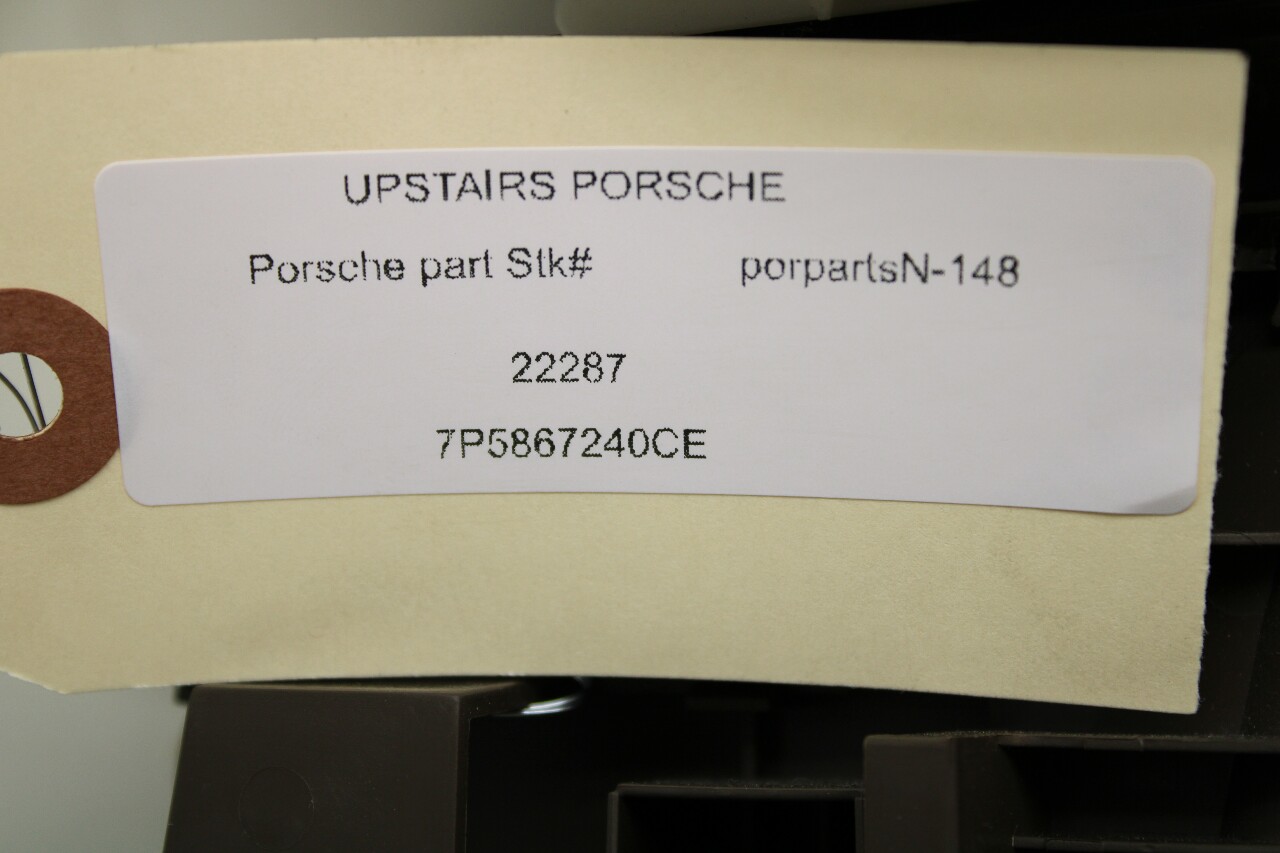 UPSTAIRS PORSCHE
Porsche part Stk# porpartsN-148
22287
7P5867240CE